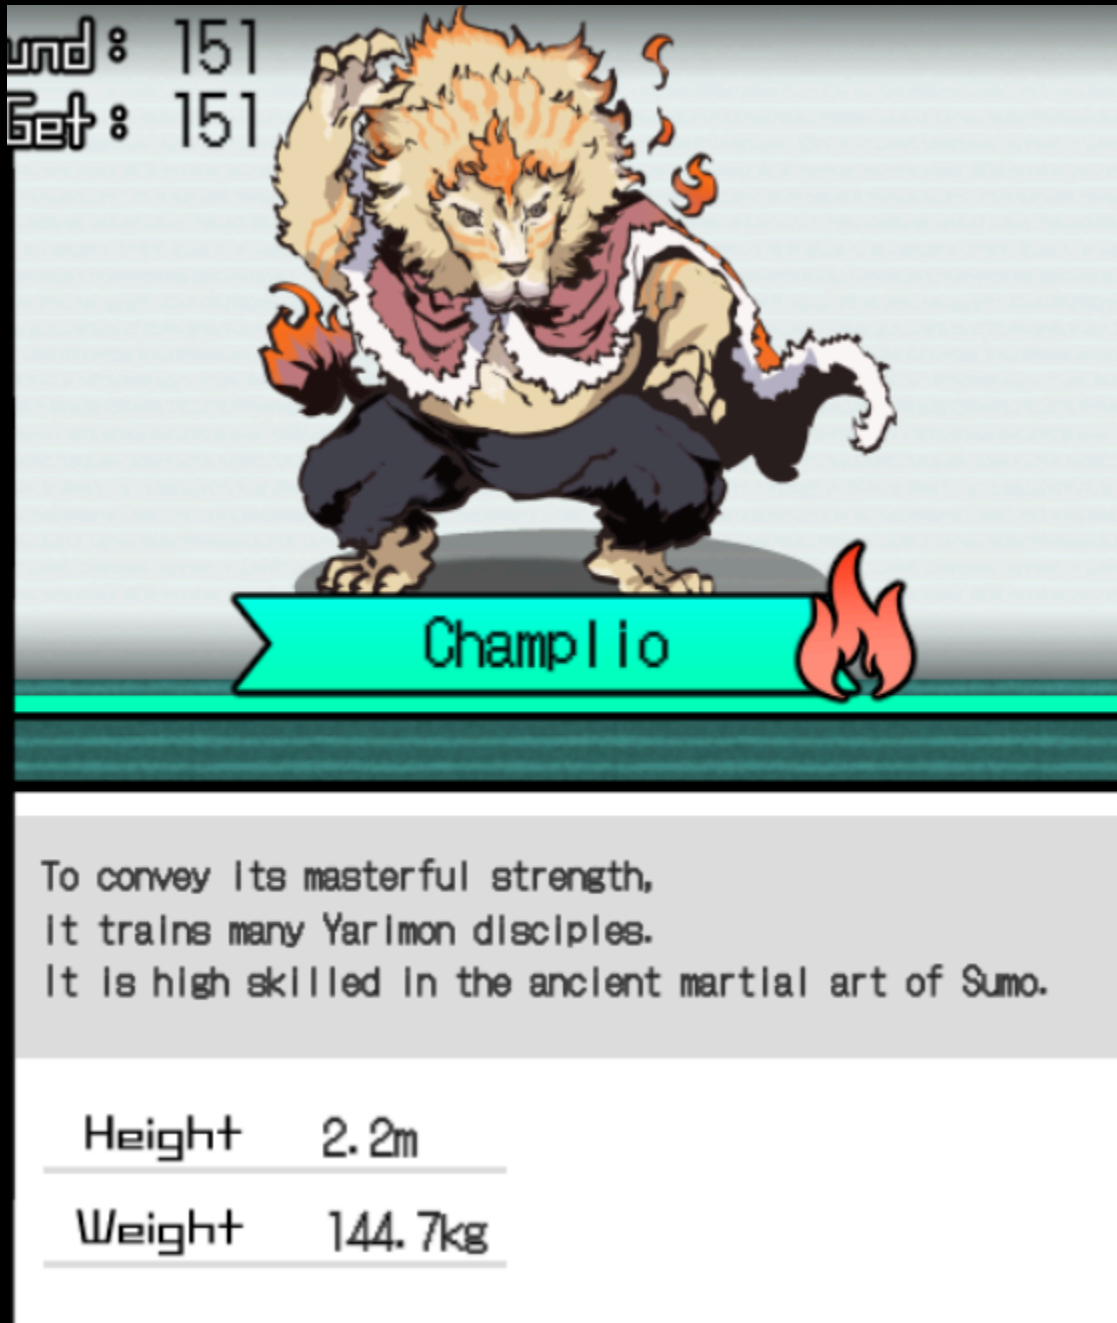 und: 151
Get: 151
Champlio
To convey its masterful strength,
it trains many Yarimon disciples.
It is high skilled in the ancient martial art of Sumo.
Height 2.2m
Weight 144.7kg